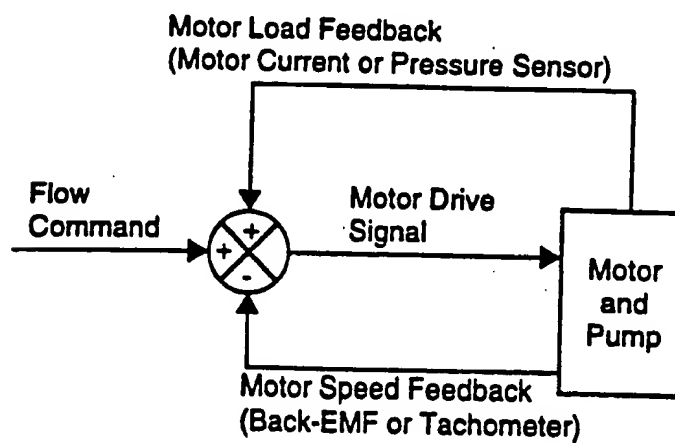 Motor Load Feedback
(Motor Current or Pressure Sensor)
Flow
Command
Motor Drive
Signal
+
+
-
Motor
and
Pump
Motor Speed Feedback
(Back-EMF or Tachometer)